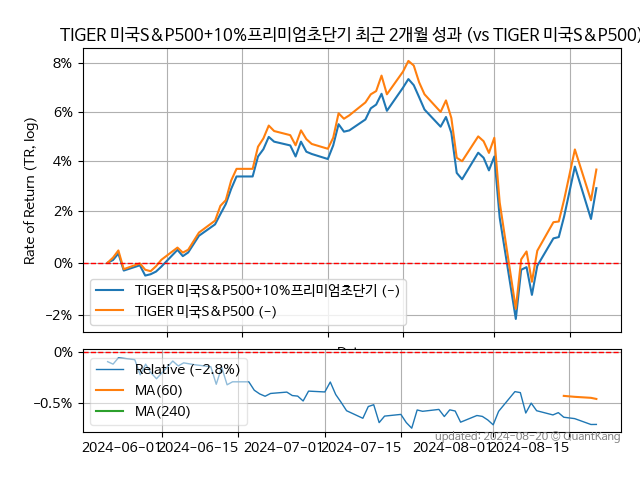 TIGER 미국S&P500+10%프리미엄초단기 최근 2개월 성과 (vs TIGER 미국S&P500)
Rate of Return (TR, log)
8%
6%
4%
2%
0%
−2%
TIGER 미국S&P500+10%프리미엄초단기 (-)
TIGER 미국S&P500 (-)
0%
−0.5%
Relative (−2.8%)
MA(60)
MA(240)
2024-06-01
2024-06-15
2024-07-01
2024-07-15
2024-08-01
2024-08-15
updated: 2024-08-20 © QuantKang